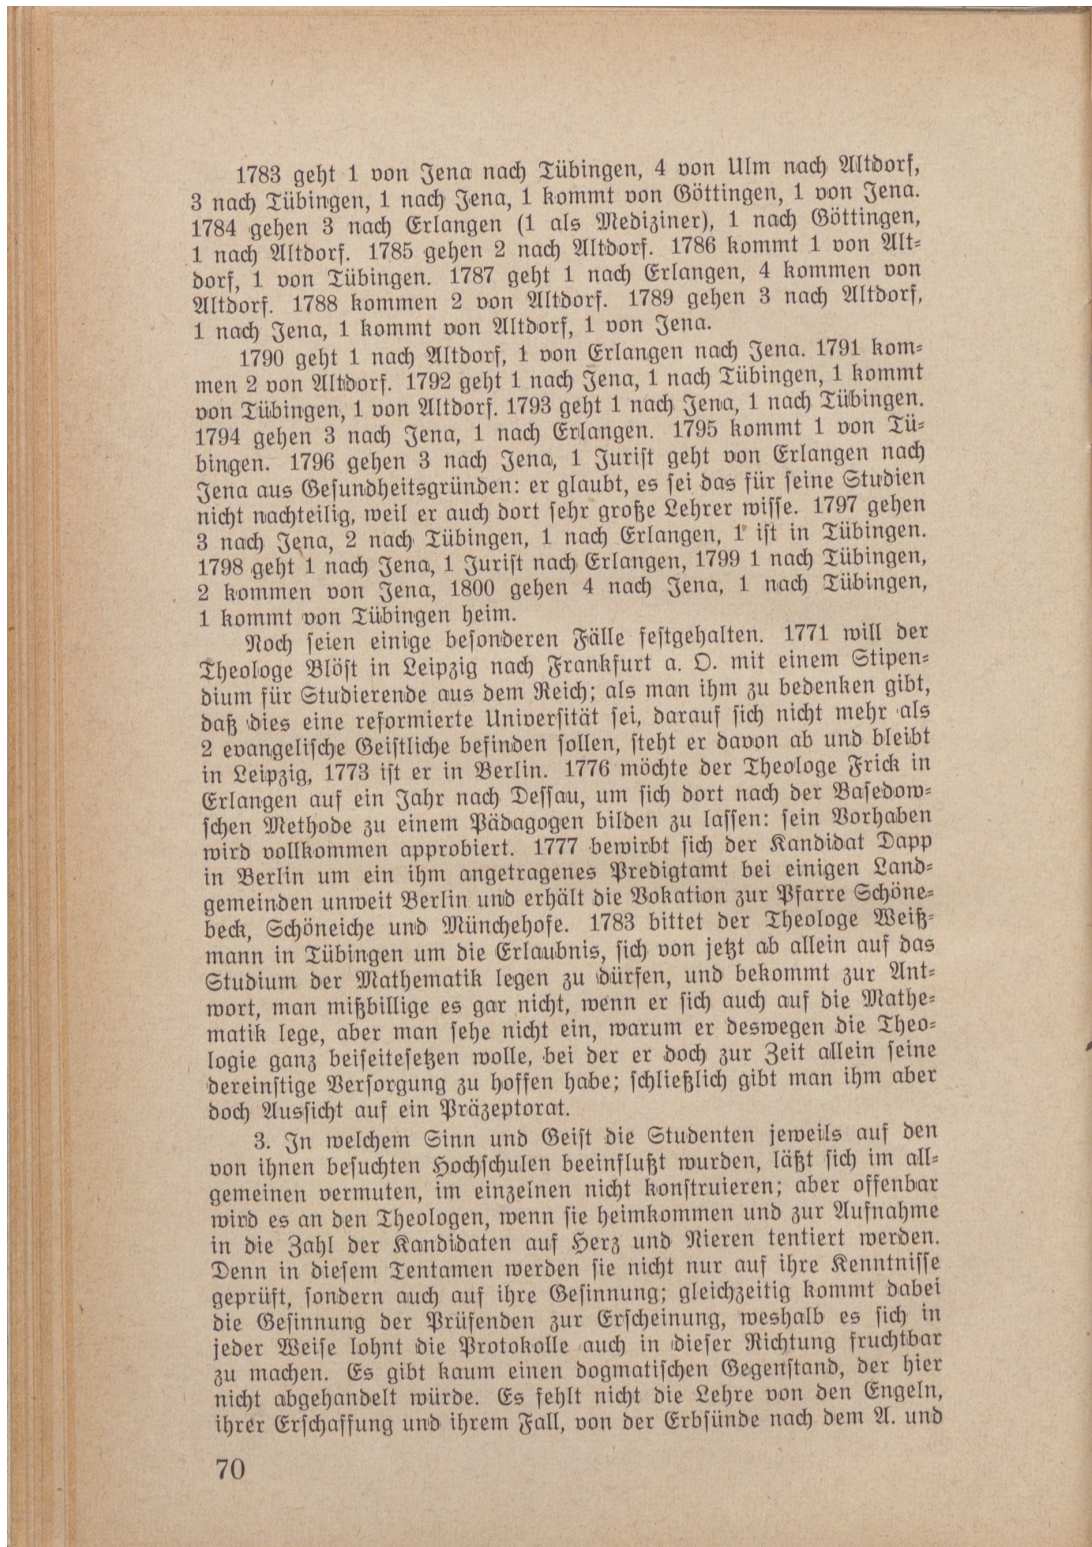 1783 geht 1 von Jena nach Tübingen, 4 von Ulm nach Altdorf,
3 nach Tübingen, 1 nach Jena, 1 kommt von Göttingen, 1 von Jena.
1784 gehen 3 nach Erlangen (1 als Mediziner), 1 nach Göttingen,
1 nach Altdorf. 1785 gehen 2 nach Altdorf. 1786 kommt 1 von Alt-
dorf, 1 von Tübingen. 1787 geht 1 nach Erlangen, 4 kommen von
Altdorf. 1788 kommen 2 von Altdorf. 1789 gehen 3 nach Altdorf,
1 nach Jena, 1 kommt von Altdorf, 1 von Jena.
1790 geht 1 nach Altdorf, 1 von Erlangen nach Jena. 1791 kom-
men 2 von Altdorf. 1792 geht 1 nach Jena, 1 nach Tübingen, 1 kommt
von Tübingen, 1 von Altdorf. 1793 geht 1 nach Jena, 1 nach Tübingen.
1794 gehen 3 nach Jena, 1 nach Erlangen. 1795 kommt 1 von Tü-
bingen. 1796 gehen 3 nach Jena, 1 Jurist geht von Erlangen nach
Jena aus Gesundheitsgründen: er glaubt, es sei das für seine Studien
nicht nachteilig, weil er auch dort sehr große Lehrer wisse. 1797 gehen
3 nach Jena, 2 nach Tübingen, 1 nach Erlangen, 1 ist in Tübingen.
1798 geht 1 nach Jena, 1 Jurist nach Erlangen, 1799 1 nach Tübingen,
2 kommen von Jena, 1800 gehen 4 nach Jena, 1 nach Tübingen,
1 kommt von Tübingen heim.
Noch seien einige besonderen Fälle festgehalten. 1771 will der
Theologe Blöst in Leipzig nach Frankfurt a. O. mit einem Stipen-
dium für Studierende aus dem Reich; als man ihm zu bedenken gibt,
daß dies eine reformierte Universität sei, darauf sich nicht mehr als
2 evangelische Geistliche befinden sollen, steht er davon ab und bleibt
in Leipzig, 1773 ist er in Berlin. 1776 möchte der Theologe Frick in
Erlangen auf ein Jahr nach Dessau, um sich dort nach der Basedow-
schen Methode zu einem Pädagogen bilden zu lassen: sein Vorhaben
wird vollkommen approbiert. 1777 bewirbt sich der Kandidat Dapp
in Berlin um ein ihm angetragenes Predigtamt bei einigen Land-
gemeinden unweit Berlin und erhält die Vokation zur Pfarre Schöne-
beck, Schöneiche und Münchehofe. 1783 bittet der Theologe Weiß-
mann in Tübingen um die Erlaubnis, sich von jetzt ab allein auf das
Studium der Mathematik legen zu dürfen, und bekommt zur Ant-
wort, man mißbillige es gar nicht, wenn er sich auch auf die Mathe-
matik lege, aber man sehe nicht ein, warum er deswegen die Theo-
logie ganz beiseitesetzen wolle, bei der er doch zur Zeit allein seine
dereinstige Versorgung zu hoffen habe; schließlich gibt man ihm aber
doch Aussicht auf ein Präzeptorat.
3. In welchem Sinn und Geist die Studenten jeweils auf den
von ihnen besuchten Hochschulen beeinflußt wurden, läßt sich im all-
gemeinen vermuten, im einzelnen nicht konstruieren; aber offenbar
wird es an den Theologen, wenn sie heimkommen und zur Aufnahme
in die Zahl der Kandidaten auf Herz und Nieren tentiert werden.
Denn in diesem Tentamen werden sie nicht nur auf ihre Kenntnisse
geprüft, sondern auch auf ihre Gesinnung; gleichzeitig kommt dabei
die Gesinnung der Prüfenden zur Erscheinung, weshalb es sich in
jeder Weise lohnt die Protokolle auch in dieser Richtung fruchtbar
zu machen. Es gibt kaum einen dogmatischen Gegenstand, der hier
nicht abgehandelt würde. Es fehlt nicht die Lehre von den Engeln,
ihrer Erschaffung und ihrem Fall, von der Erbsünde nach dem A. und
70